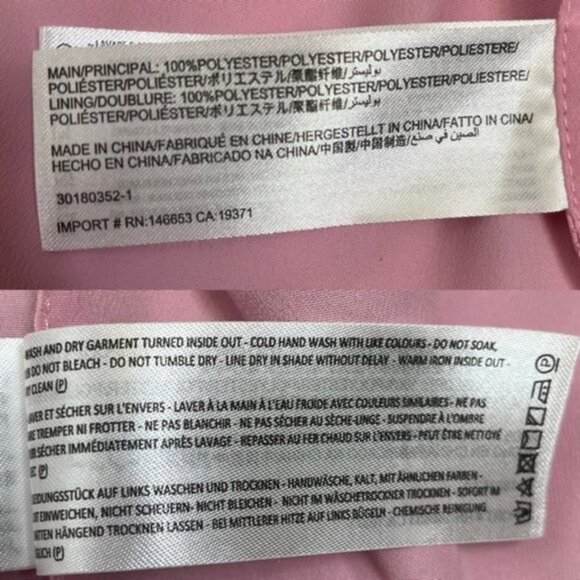 MAIN/PRINCIPAL: 100%POLYESTER/POLYESTER/POLYESTER/POLIESTERE/
POLIÉSTER/POLIÉSTER/ポリエステル/聚酯纤维/بوليستر/
LINING/DOUBLURE: 100%POLYESTER/POLYESTER/POLYESTER/POLIESTERE/
POLIÉSTER/POLIÉSTER/ポリエステル/聚酯纤维/بوليستر/
MADE IN CHINA/FABRIQUÉ EN CHINE/HERGESTELLT IN CHINA/FATTO IN CINA/
HECHO EN CHINA/FABRICADO NA CHINA/中国製/中国制造/الصين في صنع/
30180352-1
IMPORT # RN:146653 CA:19371
WASH AND DRY GARMENT TURNED INSIDE OUT - COLD HAND WASH WITH LIKE COLOURS - DO NOT SOAK,
DO NOT BLEACH - DO NOT TUMBLE DRY - LINE DRY IN SHADE WITHOUT DELAY - WARM IRON INSIDE OUT -
CLEAN (P)
LAVER ET SÉCHER SUR L'ENVERS - LAVER À LA MAIN À L'EAU FROIDE AVEC COULEURS SIMILAIRES - NE PAS
TREMPER NI FROTTER - NE PAS BLANCHIR - NE PAS SÉCHER AU SÈCHE-LINGE - SUSPENDRE À L'OMBRE
SÉCHER IMMÉDIATEMENT APRÈS LAVAGE - REPASSER AU FER CHAUD SUR L'ENVERS - PEUT ÊTRE NETTOYÉ
(P)
AUF LINKS WASCHEN UND TROCKNEN - HANDWÄSCHE, KALT, MIT ÄHNLICHEN FARBEN -
EINWEICHEN, NICHT SCHEUERN- NICHT BLEICHEN - NICHT IM WÄSCHETROCKNER TROCKNEN - SOFORT IM
HÄNGEND TROCKNEN LASSEN - BEI MITTLERER HITZE AUF LINKS BÜGELN - CHEMISCHE REINIGUNG
(P)